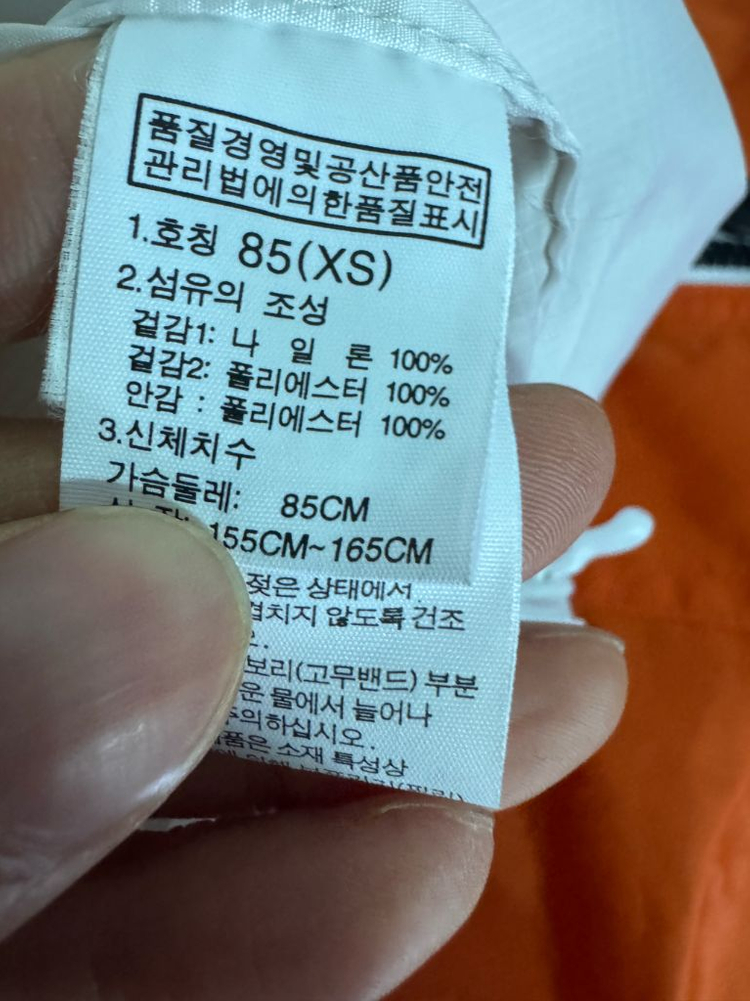 품질경영및공산품안전
관리법에의한품질표시
1.호칭 85(XS)
2.섬유의 조성
겉감1: 나 일 론 100%
겉감2: 폴리에스터 100%
안감 : 폴리에스터 100%
3.신체치수
가슴둘레: 85CM
155CM~165CM
젖은 상태에서
겹치지 않도록 건조
요.
보리(고무밴드) 부분
운 물에서 늘어나
주의하십시오.
품은 소재 특성상